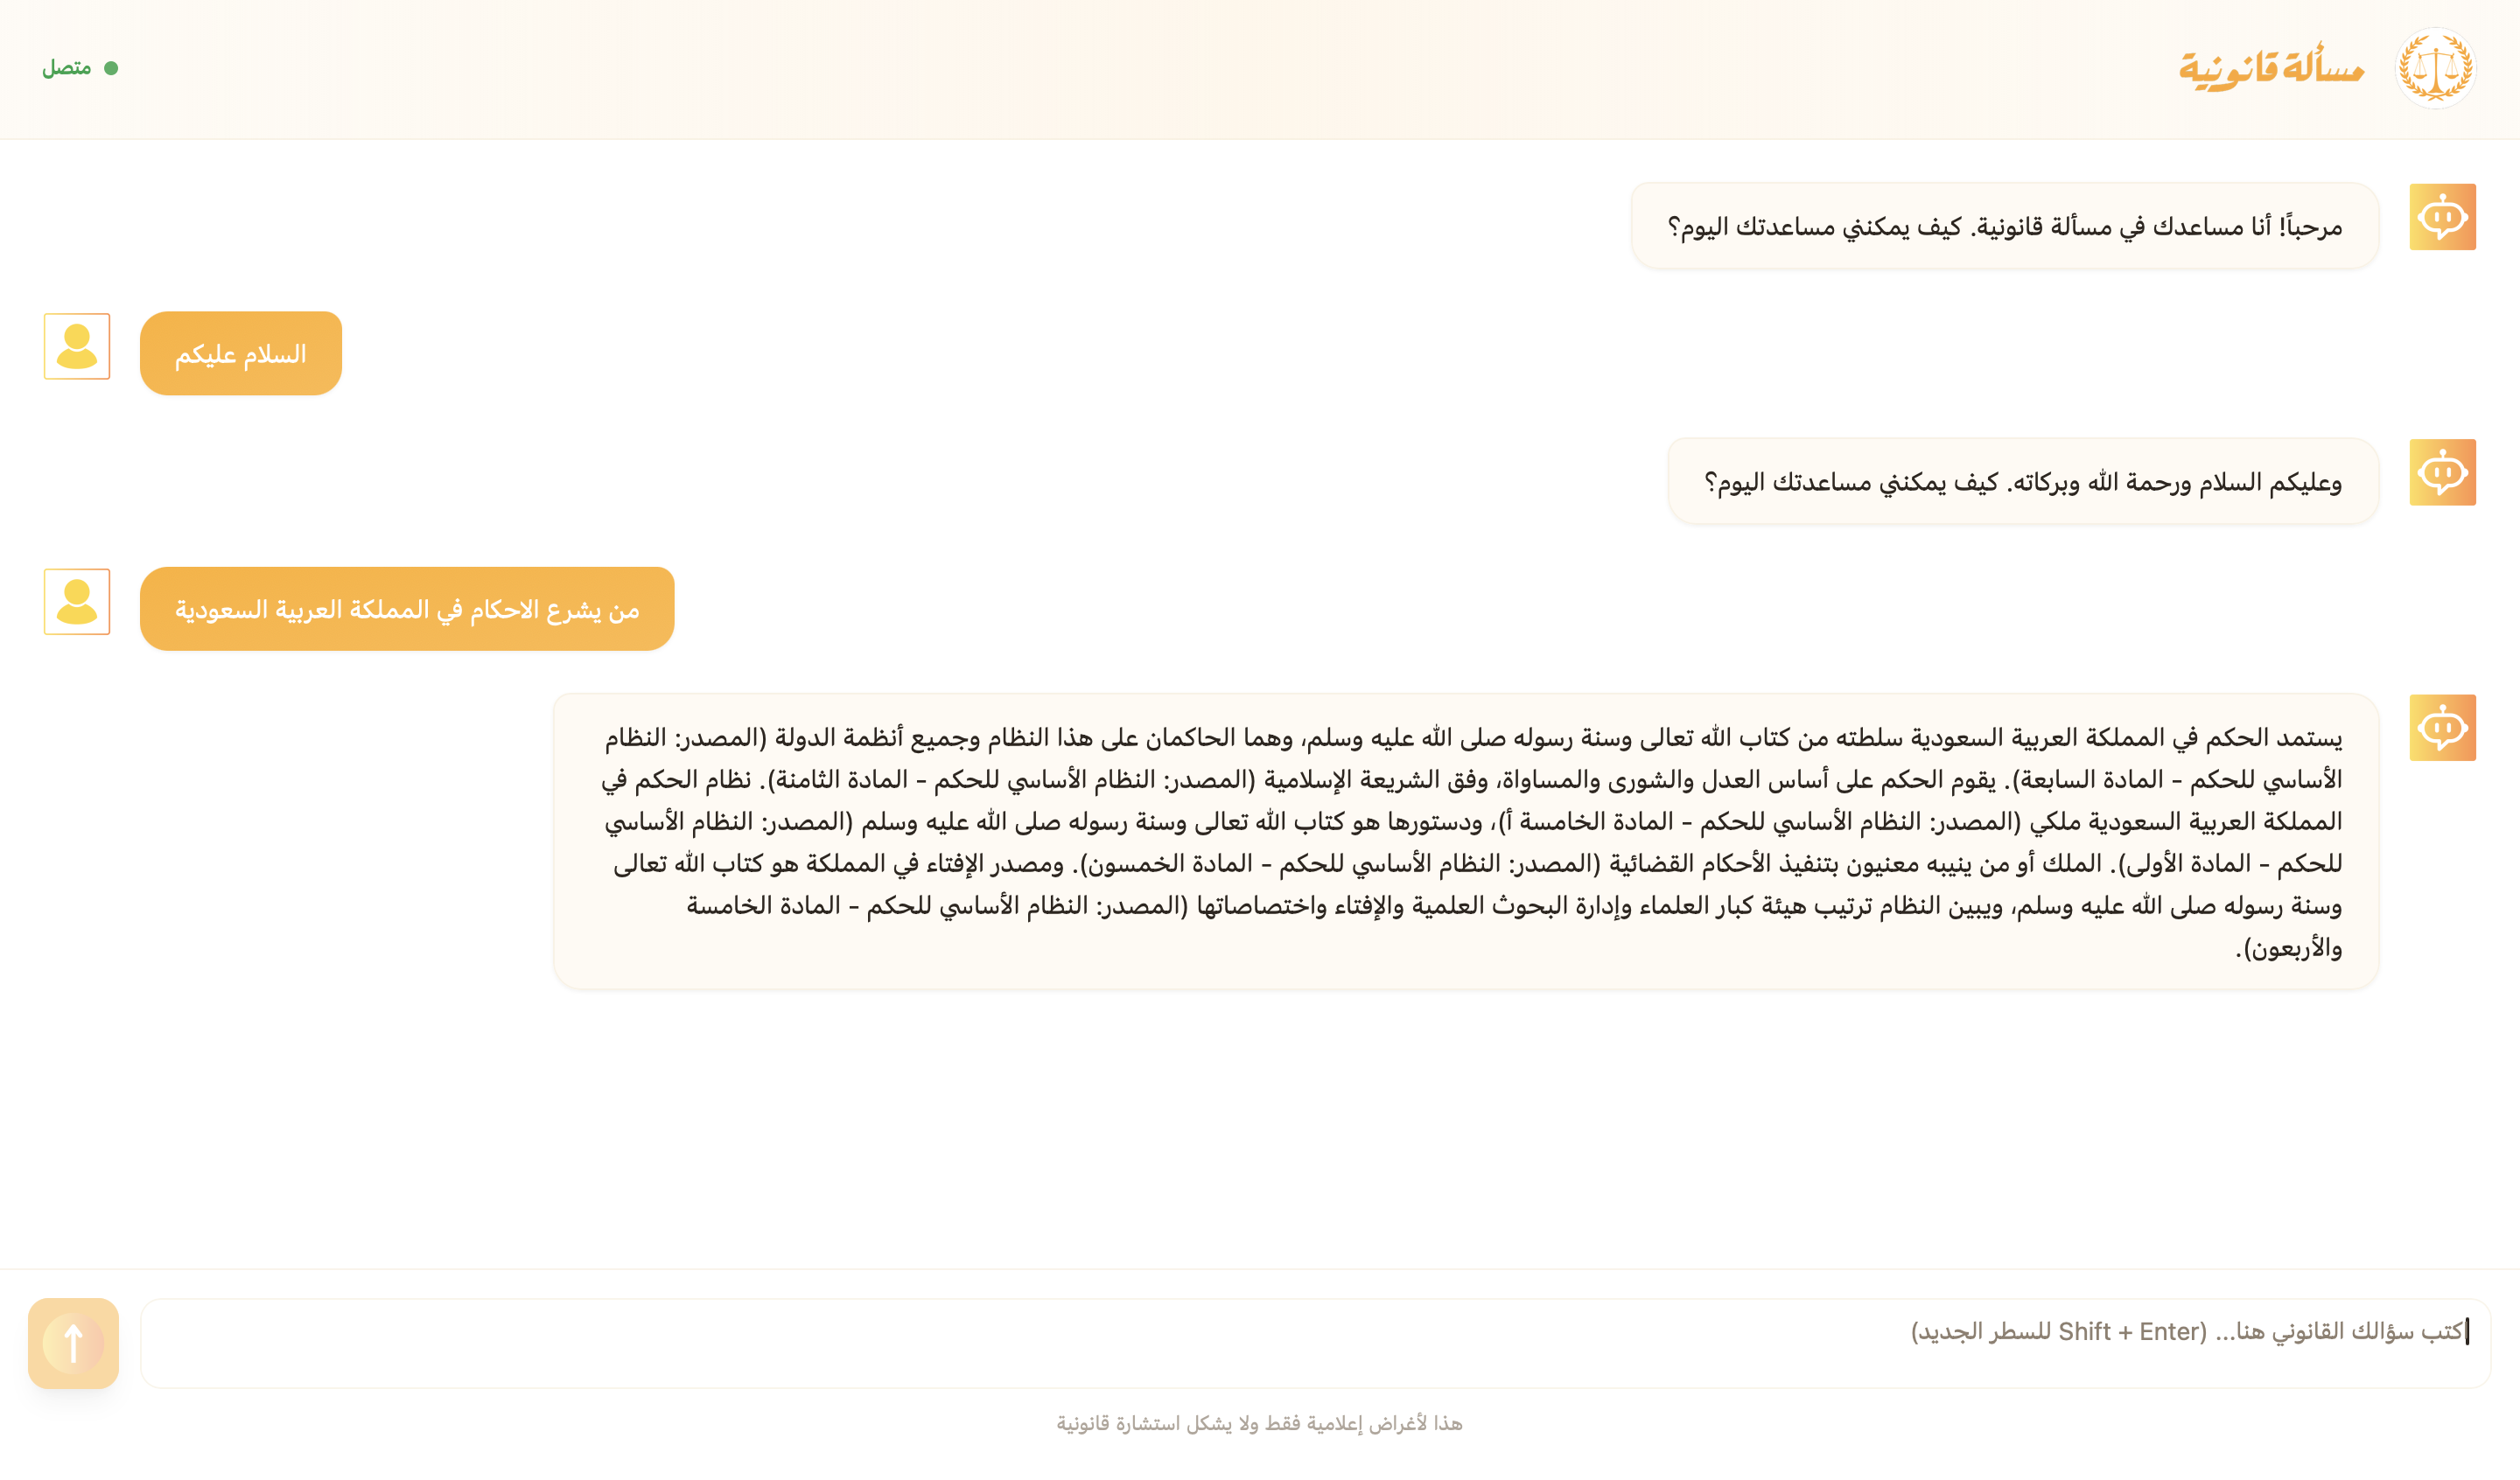 مسألة قانونية
متصل
مرحباً! أنا مساعدك في مسألة قانونية. كيف يمكنني مساعدتك اليوم؟
السلام عليكم
وعليكم السلام ورحمة الله وبركاته. كيف يمكنني مساعدتك اليوم؟
من يشرع الاحكام في المملكة العربية السعودية
يستمد الحكم في المملكة العربية السعودية سلطته من كتاب الله تعالى وسنة رسوله صلى الله عليه وسلم، وهما الحاكمان على هذا النظام وجميع أنظمة الدولة (المصدر: النظام
الأساسي للحكم - المادة السابعة). يقوم الحكم على أساس العدل والشورى والمساواة، وفق الشريعة الإسلامية (المصدر: النظام الأساسي للحكم - المادة الثامنة). نظام الحكم في
المملكة العربية السعودية ملكي (المصدر: النظام الأساسي للحكم - المادة الخامسة أ)، ودستورها هو كتاب الله تعالى وسنة رسوله صلى الله عليه وسلم (المصدر: النظام الأساسي
للحكم - المادة الأولى). الملك أو من ينيبه معنيون بتنفيذ الأحكام القضائية (المصدر: النظام الأساسي للحكم - المادة الخمسون). ومصدر الإفتاء في المملكة هو كتاب الله تعالى
وسنة رسوله صلى الله عليه وسلم، ويبين النظام ترتيب هيئة كبار العلماء وإدارة البحوث العلمية والإفتاء واختصاصاتها (المصدر: النظام الأساسي للحكم - المادة الخامسة
والأربعون).
اكتب سؤالك القانوني هنا... (Shift + Enter للسطر الجديد)
هذا لأغراض إعلامية فقط ولا يشكل استشارة قانونية